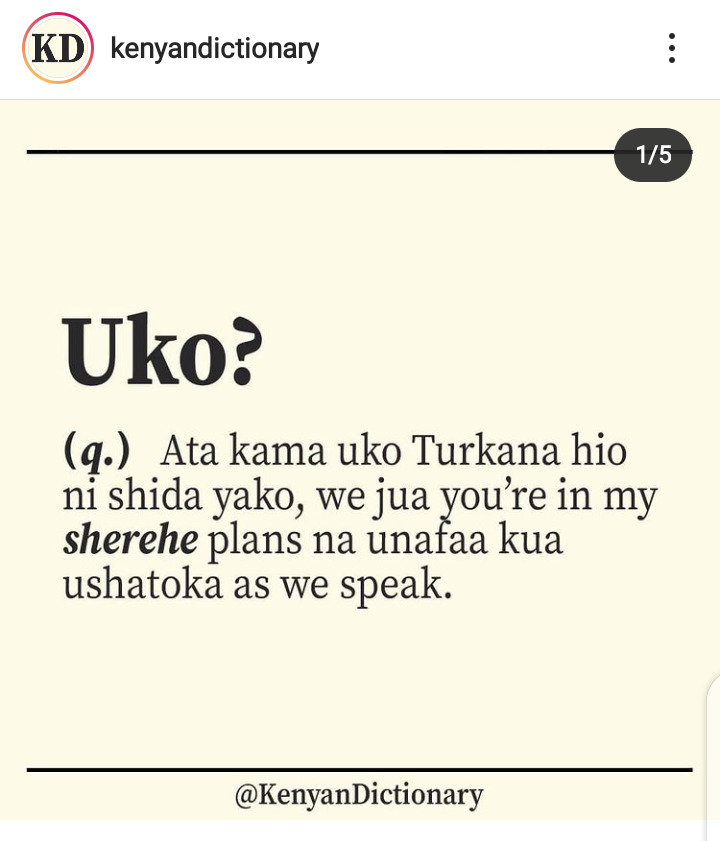 KD kenyandictionary
1/5
Uko?
(q.) Ata kama uko Turkana hio
ni shida yako, we jua you're in my
sherehe plans na unafaa kua
ushatoka as we speak.
@KenyanDictionary